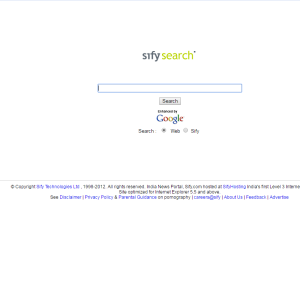 sify search
Search
Enhanced by
Google
Search : Web Sify
© Copyright Sify Technologies Ltd , 1998-2012. All rights reserved. India News Portal, Sify.com hosted at SifyHosting India's first Level 3 Interne
Site optimized for Internet Explorer 5.5 and above.
See Disclaimer | Privacy Policy & Parental Guidance on pornography | careers@sify | About Us | Feedback | Advertise